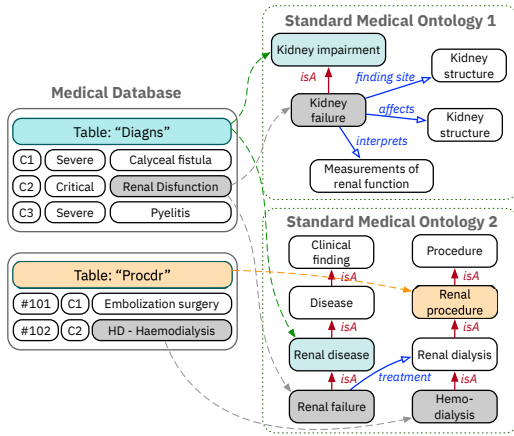 Medical Database
Table: “Diagns”
C1 Severe Calyceal fistula
C2 Critical Renal Disfunction
C3 Severe Pyelitis
Table: “Procdr”
#101 C1 Embolization surgery
#102 C2 HD - Haemodialysis
Standard Medical Ontology 1
Kidney impairment
isA
finding site
Kidney
structure
Kidney
failure
affects
Kidney
structure
interprets
Measurements of
renal function
Standard Medical Ontology 2
Clinical
finding
Procedure
isA
isA
Disease
Renal
procedure
isA
isA
Renal disease
Renal dialysis
isA
treatment
isA
Renal failure
Hemo-
dialysis